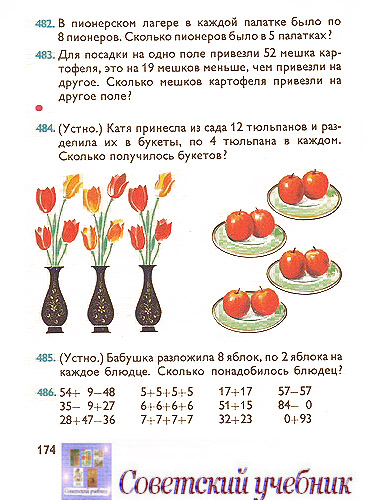 482. В пионерском лагере в каждой палатке было по
8 пионеров. Сколько пионеров было в 5 палатках?
483. Для посадки на одно поле привезли 52 мешка кар-
тофеля, это на 19 мешков меньше, чем привезли на
другое. Сколько мешков картофеля привезли на
другое поле?
484. (Устно.) Катя принесла из сада 12 тюльпанов и раз-
делила их в букеты, по 4 тюльпана в каждом.
Сколько получилось букетов?
485. (Устно.) Бабушка разложила 8 яблок, по 2 яблока на
каждое блюдце. Сколько понадобилось блюдец?
486. 54+ 9−48 5+5+5+5 17+17 57−57
35− 9+27 6+6+6+6 51+15 84− 0
28+47−36 7+7+7+7 32+23 0+93
174
Советский учебник
Советский учебник